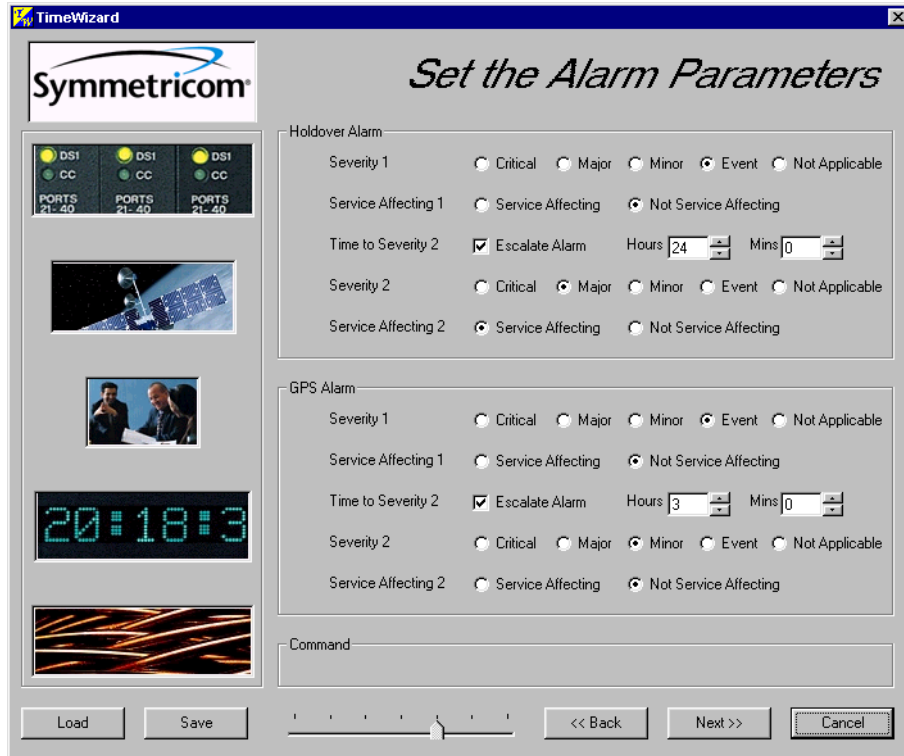 TimeWizard
Symmetricom
Set the Alarm Parameters
DS1 DS1 DS1
CC CC CC
PORTS PORTS PORTS
21-40 21-40 21-40
20:18:3
Holdover Alarm
Severity 1 Critical Major Minor Event Not Applicable
Service Affecting 1 Service Affecting Not Service Affecting
Time to Severity 2 Escalate Alarm Hours 24 Mins 0
Severity 2 Critical Major Minor Event Not Applicable
Service Affecting 2 Service Affecting Not Service Affecting
GPS Alarm
Severity 1 Critical Major Minor Event Not Applicable
Service Affecting 1 Service Affecting Not Service Affecting
Time to Severity 2 Escalate Alarm Hours 3 Mins 0
Severity 2 Critical Major Minor Event Not Applicable
Service Affecting 2 Service Affecting Not Service Affecting
Command
Load Save << Back Next >> Cancel